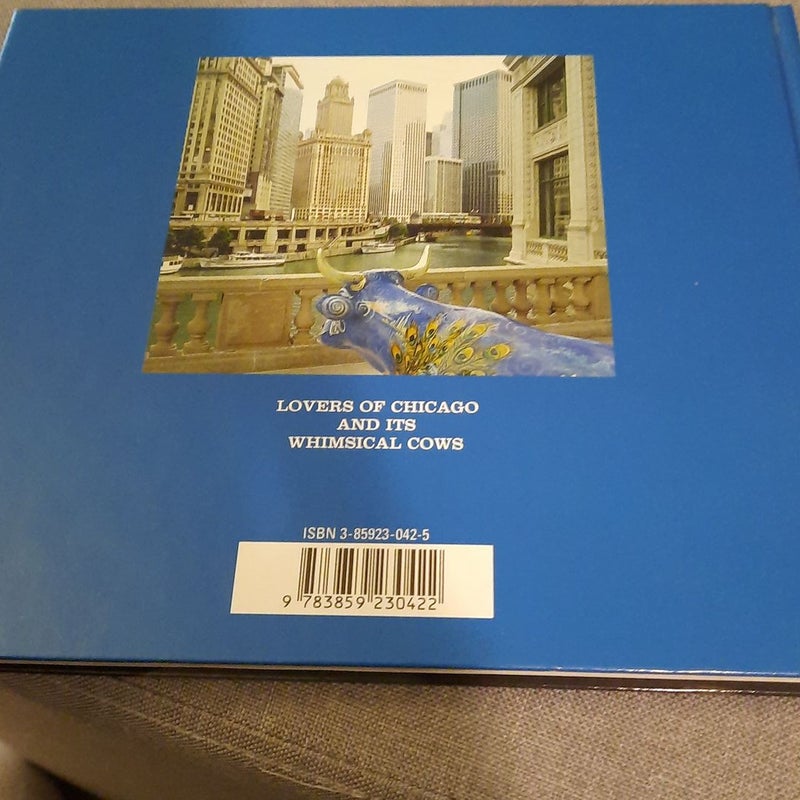 LOVERS OF CHICAGO
AND ITS
WHIMSICAL COWS
ISBN 3-85923-042-5
9 783859 230422